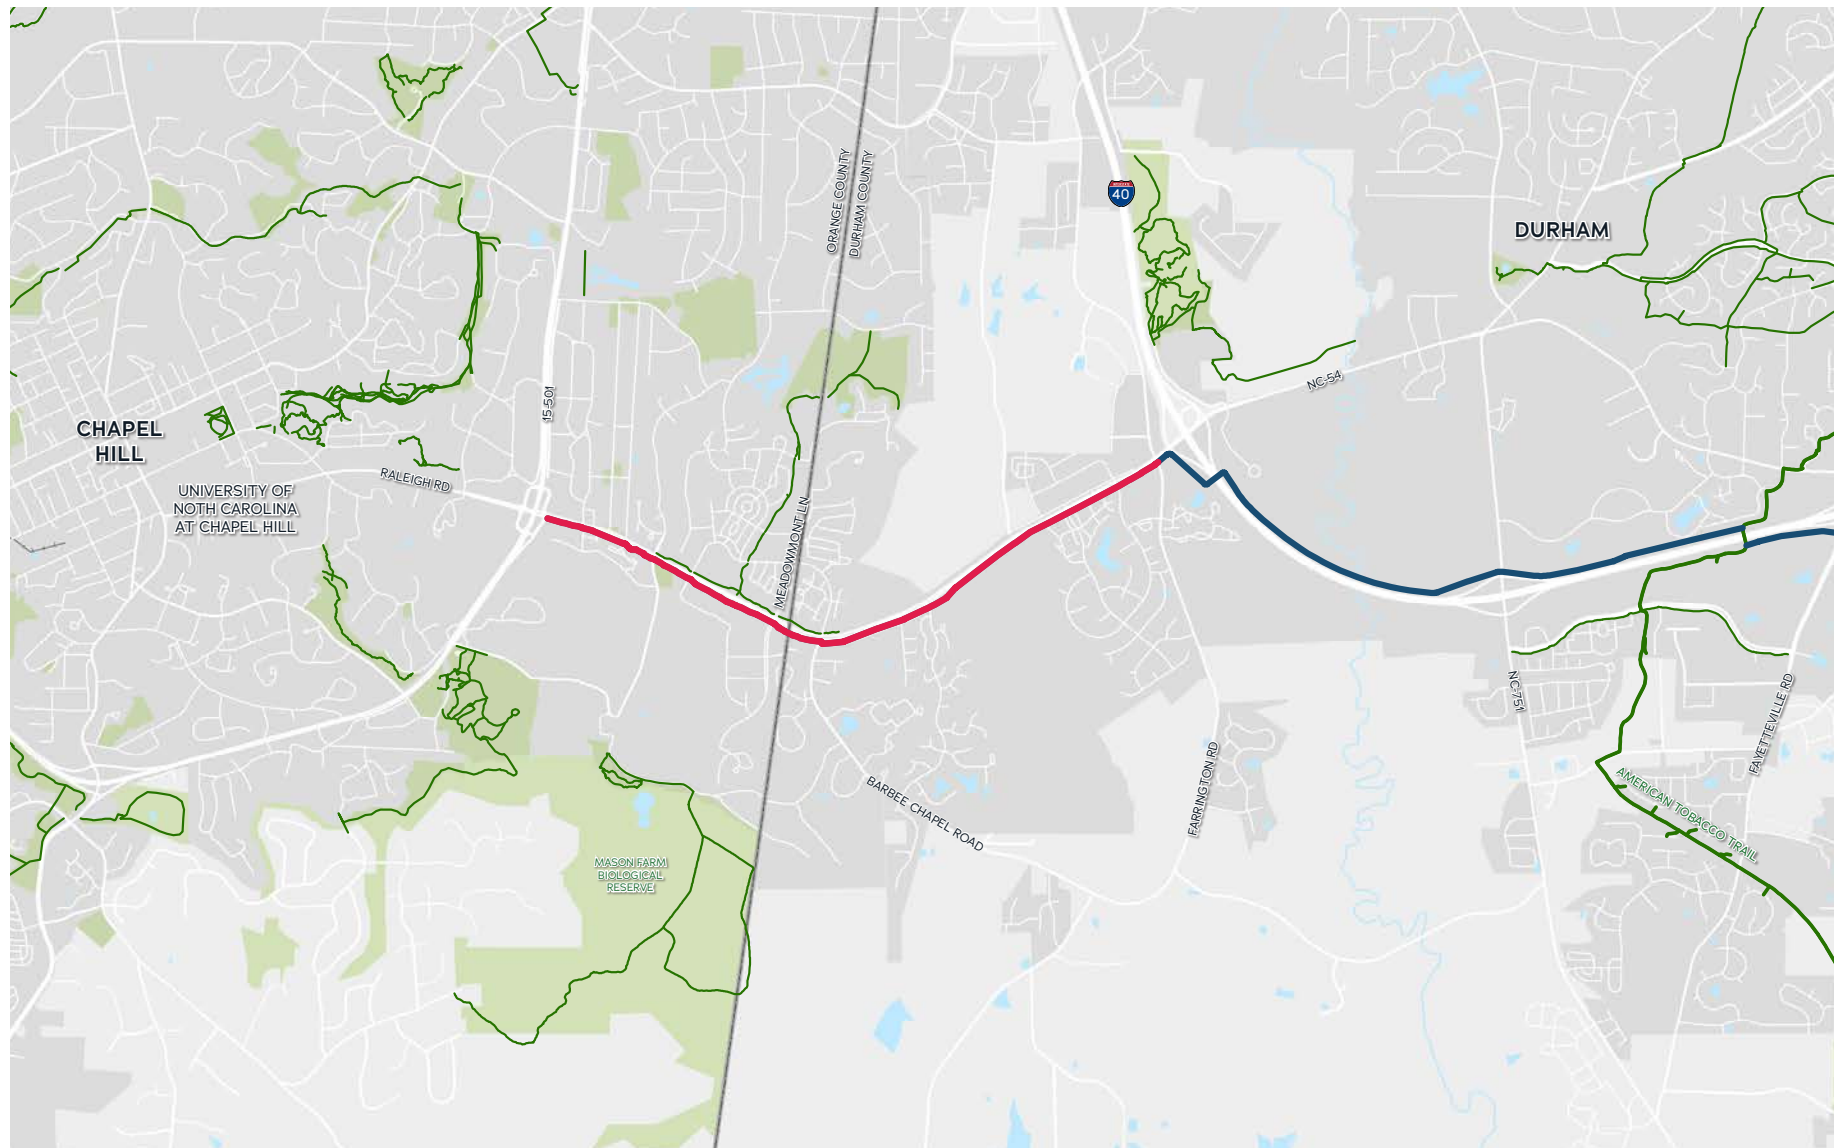 ORANGE COUNTY
DURHAM COUNTY
INTERSTATE
40
DURHAM
NC-54
15-501
CHAPEL
HILL
RALEIGH RD
UNIVERSITY OF
NOTH CAROLINA
AT CHAPEL HILL
MEADOWMONT LN
NC-751
FAYETTEVILLE RD
FARRINGTON RD
BARBEE CHAPEL ROAD
AMERICAN TOBACCO TRAIL
MASON FARM
BIOLOGICAL
RESERVE